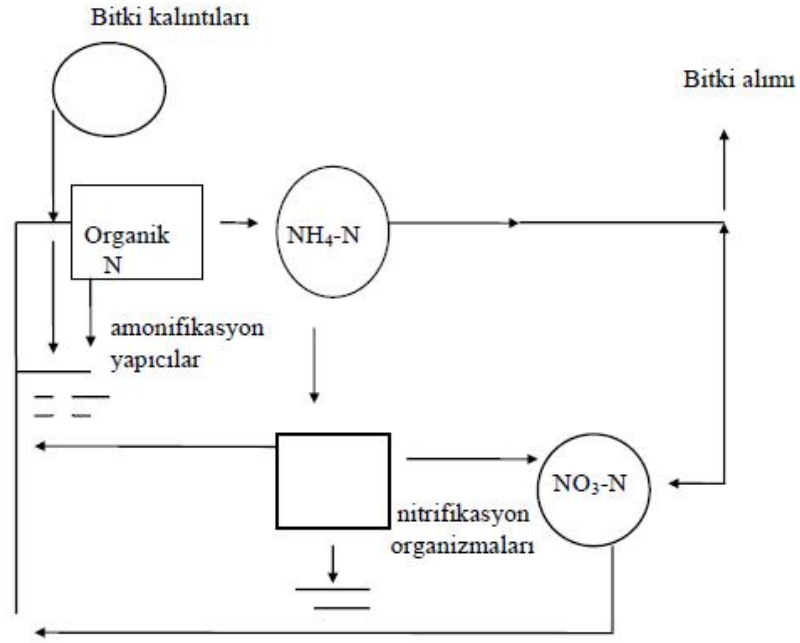 Bitki kalıntıları
Bitki alımı
Organik
N
NH₄-N
amonifikasyon
yapıcılar
NO₃-N
nitrifikasyon
organizmaları